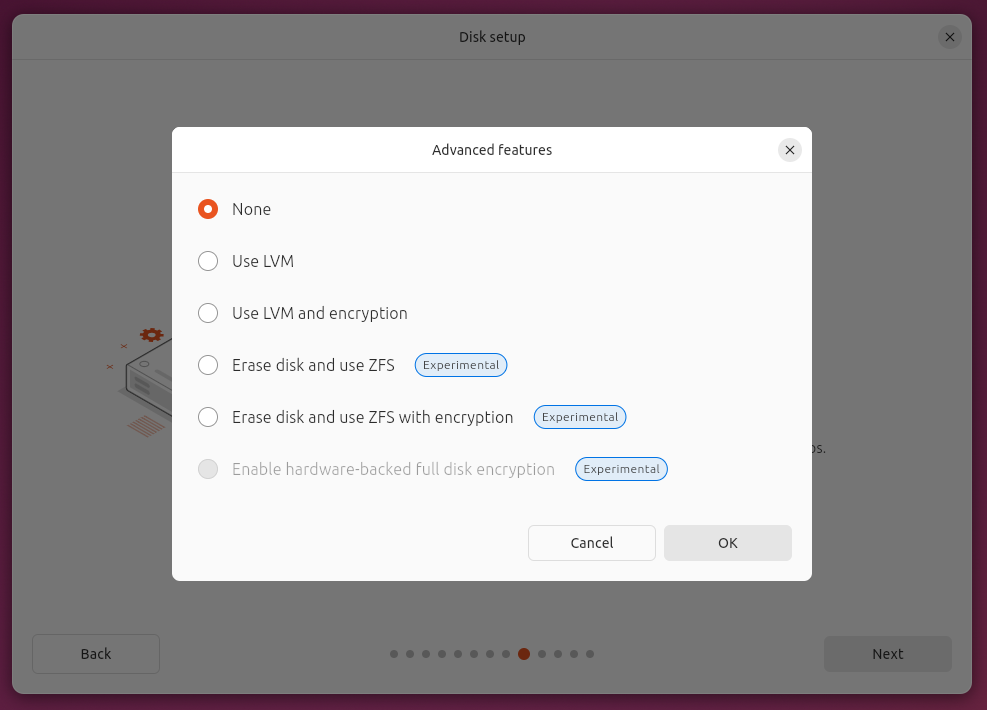 Disk setup
Advanced features
None
Use LVM
Use LVM and encryption
Erase disk and use ZFS Experimental
Erase disk and use ZFS with encryption Experimental
Enable hardware-backed full disk encryption Experimental
Cancel OK
Back Next